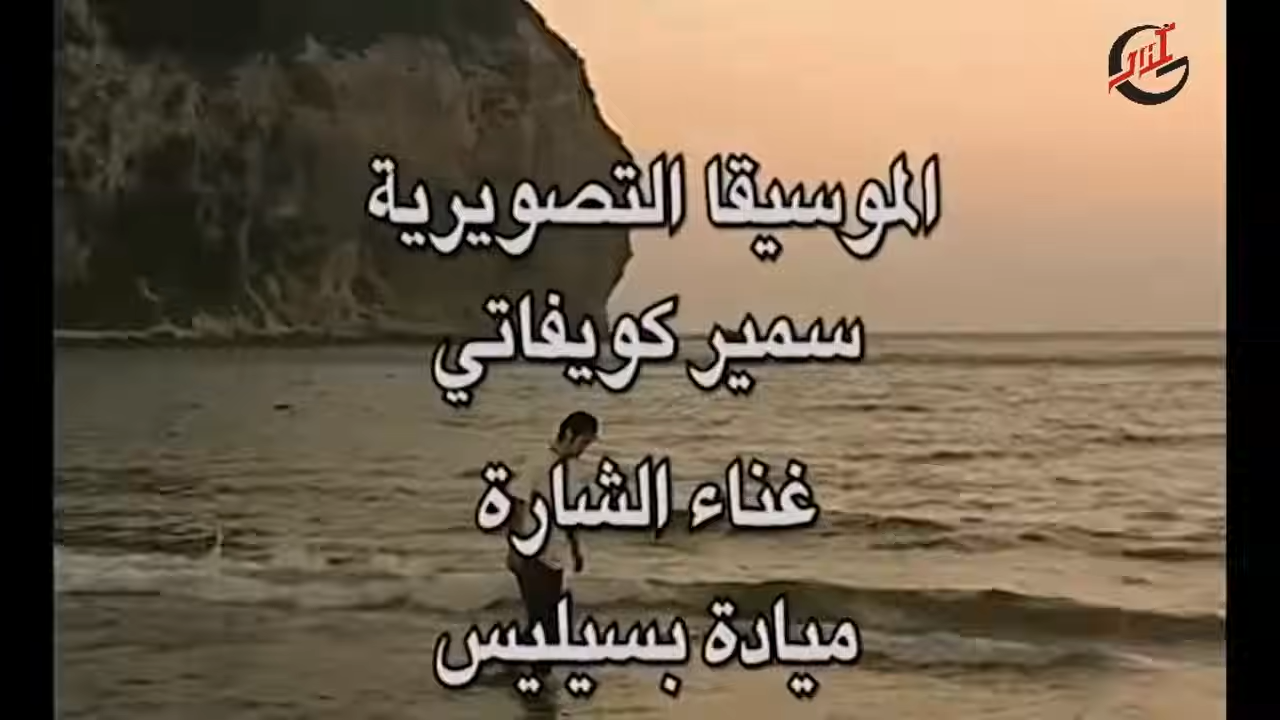 الموسيقا التصويرية
سمير كويفاتي
غناء الشارة
ميادة بسيليس